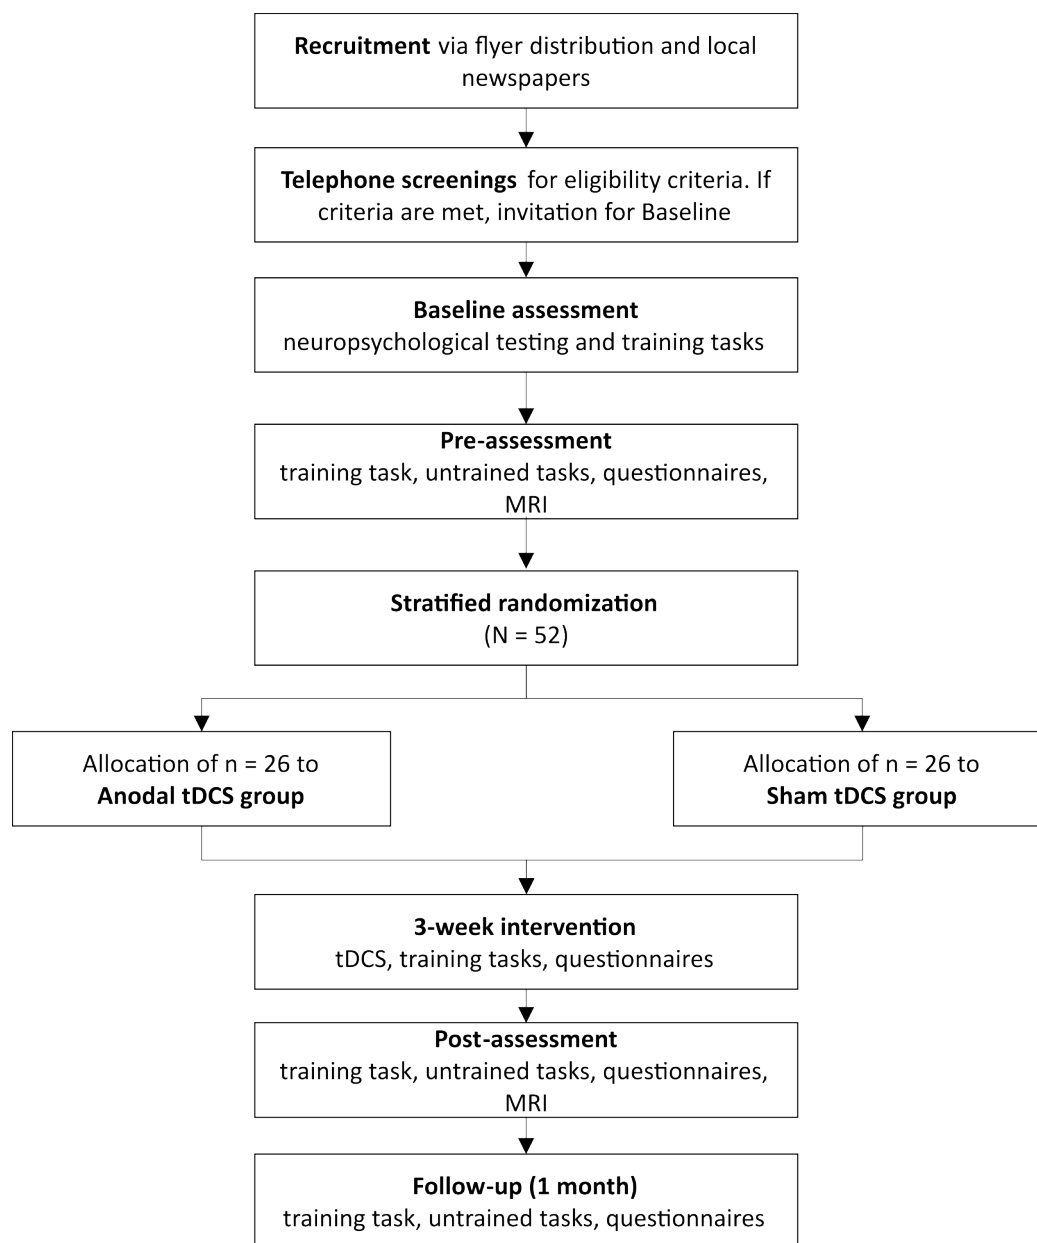 Recruitment via flyer distribution and local
newspapers
Telephone screenings for eligibility criteria. If
criteria are met, invitation for Baseline
Baseline assessment
neuropsychological testing and training tasks
Pre-assessment
training task, untrained tasks, questionnaires,
MRI
Stratified randomization
(N = 52)
Allocation of n = 26 to
Anodal tDCS group
Allocation of n = 26 to
Sham tDCS group
3-week intervention
tDCS, training tasks, questionnaires
Post-assessment
training task, untrained tasks, questionnaires,
MRI
Follow-up (1 month)
training task, untrained tasks, questionnaires